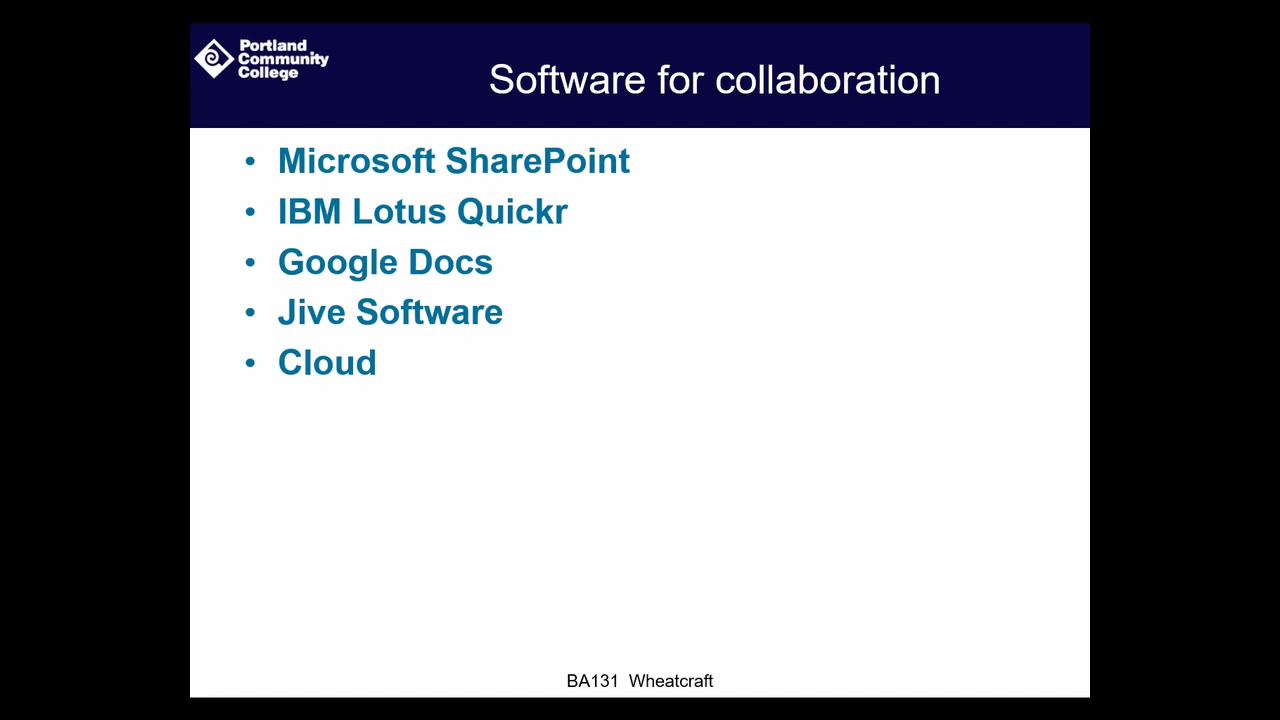 Portland
Community
College
Software for collaboration
• Microsoft SharePoint
• IBM Lotus Quickr
• Google Docs
• Jive Software
• Cloud
BA131 Wheatcraft